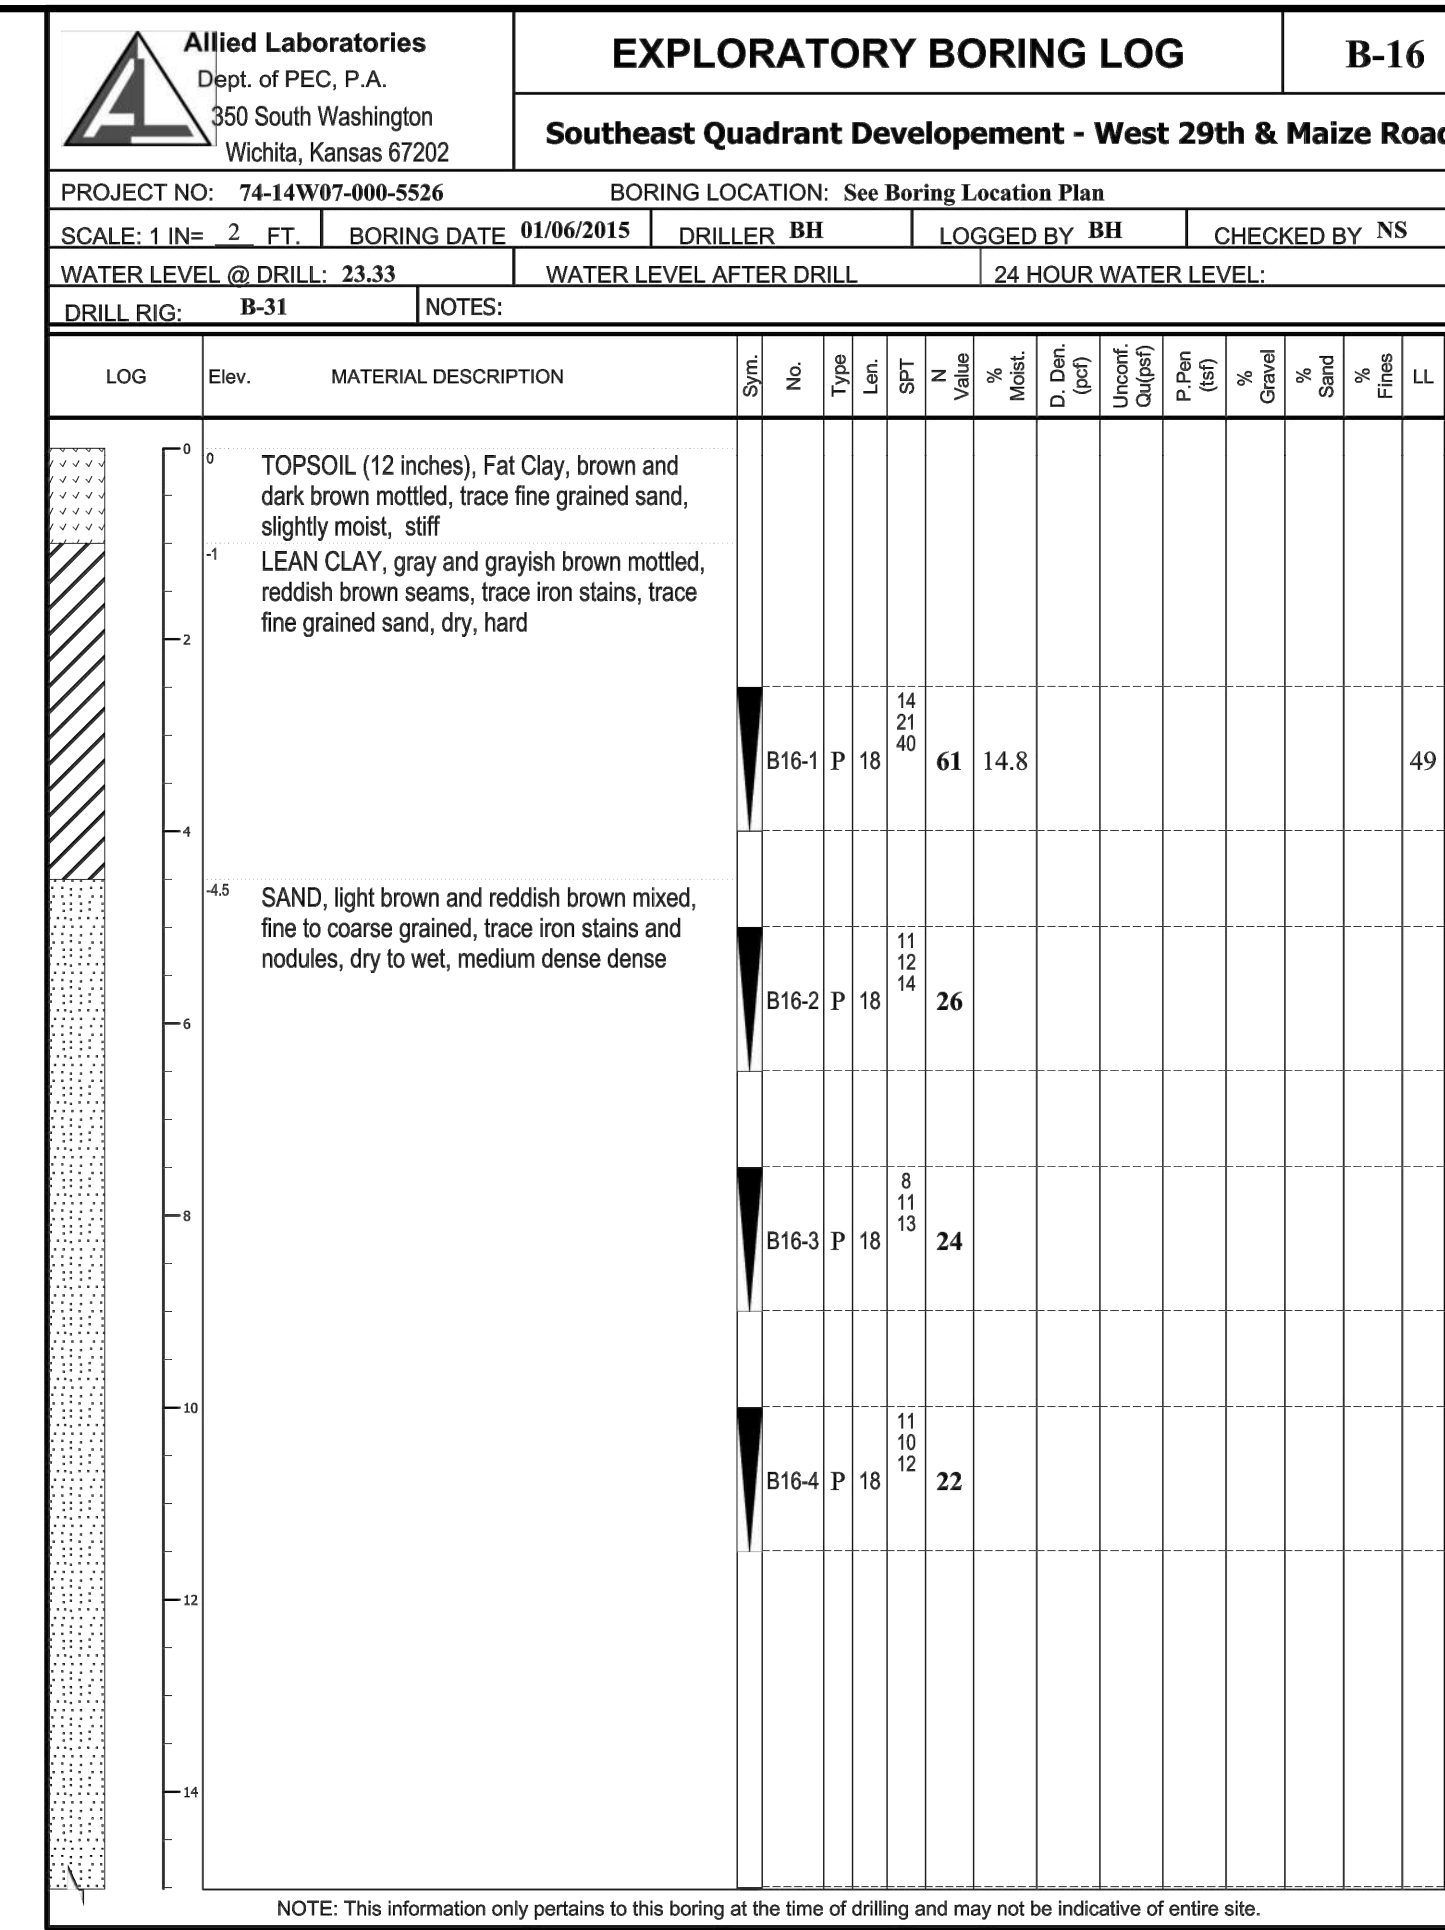 Allied Laboratories
Dept. of PEC, P.A.
350 South Washington
Wichita, Kansas 67202
EXPLORATORY BORING LOG
B-16
Southeast Quadrant Developement - West 29th & Maize Road
PROJECT NO: 74-14W07-000-5526 BORING LOCATION: See Boring Location Plan
SCALE: 1 IN= 2 FT. BORING DATE 01/06/2015 DRILLER BH LOGGED BY BH CHECKED BY NS
WATER LEVEL @ DRILL: 23.33 WATER LEVEL AFTER DRILL 24 HOUR WATER LEVEL:
DRILL RIG: B-31 NOTES:
LOG Elev. MATERIAL DESCRIPTION Sym. No. Type Len. SPT N Value % Moist. D. Den. (pcf) Unconf. Qu(psf) P.Pen (tsf) % Gravel % Sand % Fines LL
0
0 TOPSOIL (12 inches), Fat Clay, brown and
dark brown mottled, trace fine grained sand,
slightly moist, stiff
-1 LEAN CLAY, gray and grayish brown mottled,
reddish brown seams, trace iron stains, trace
fine grained sand, dry, hard
2
14
21
40
B16-1 P 18 61 14.8 49
4
-4.5 SAND, light brown and reddish brown mixed,
fine to coarse grained, trace iron stains and
nodules, dry to wet, medium dense dense
11
12
14
B16-2 P 18 26
6
8
11
13
8
B16-3 P 18 24
10
11
10
12
B16-4 P 18 22
12
14
NOTE: This information only pertains to this boring at the time of drilling and may not be indicative of entire site.